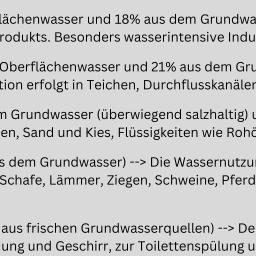 lächenwasser und 18% aus dem Grundwa
rodukts. Besonders wasserintensive Indu
Oberflächenwasser und 21% aus dem Gru
tion erfolgt in Teichen, Durchflusskanäler
m Grundwasser (überwiegend salzhaltig) u
en, Sand und Kies, Flüssigkeiten wie Rohö
s dem Grundwasser) --> Die Wassernutzu
Schafe, Lämmer, Ziegen, Schweine, Pferd
aus frischen Grundwasserquellen) --> De
ung und Geschirr, zur Toilettenspülung u